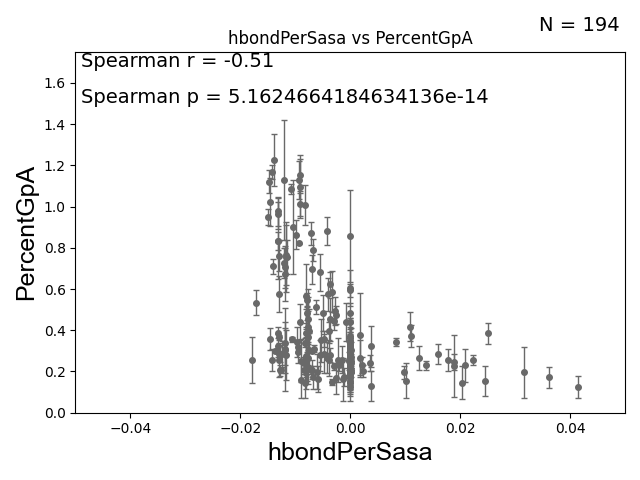 N = 194
hbondPerSasa vs PercentGpA
Spearman r = -0.51
Spearman p = 5.1624664184634136e-14
PercentGpA
1.6
1.4
1.2
1.0
0.8
0.6
0.4
0.2
0.0
−0.04 −0.02 0.00 0.02 0.04
hbondPerSasa